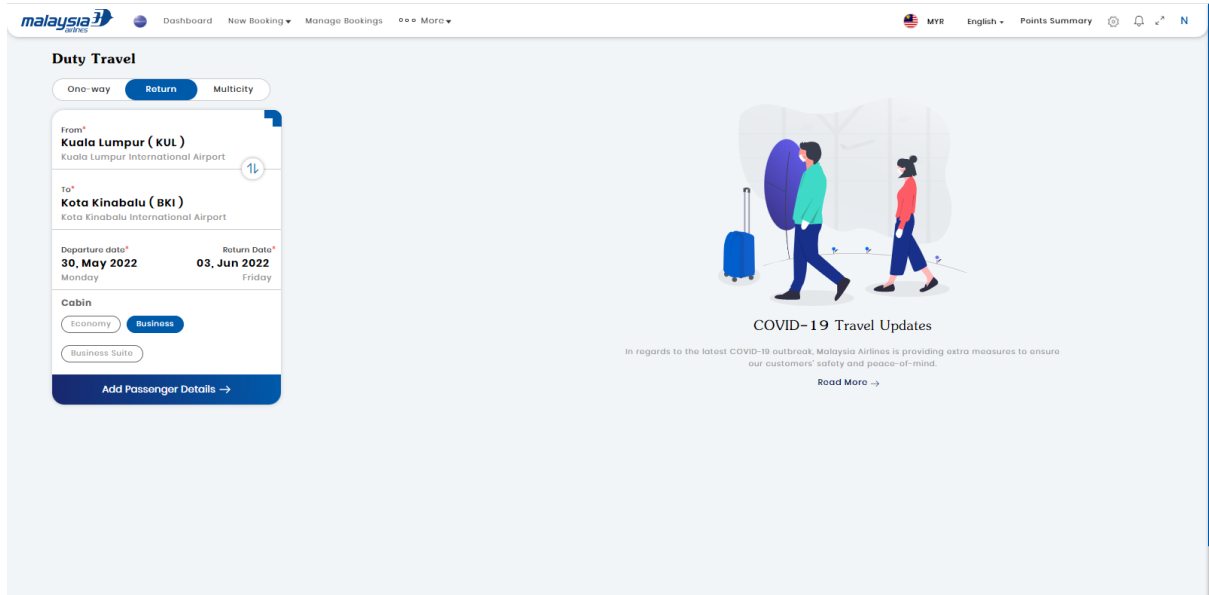 malaysia airlines
Dashboard New Booking Manage Bookings More
MYR English Points Summary N
Duty Travel
One-way Return Multicity
From*
Kuala Lumpur ( KUL )
Kuala Lumpur International Airport
To*
Kota Kinabalu ( BKI )
Kota Kinabalu International Airport
Departure date* Return Date*
30, May 2022 03, Jun 2022
Monday Friday
Cabin
Economy Business
Business Suite
Add Passenger Details →
COVID-19 Travel Updates
In regards to the latest COVID-19 outbreak, Malaysia Airlines is providing extra measures to ensure
our customers' safety and peace-of-mind.
Read More →